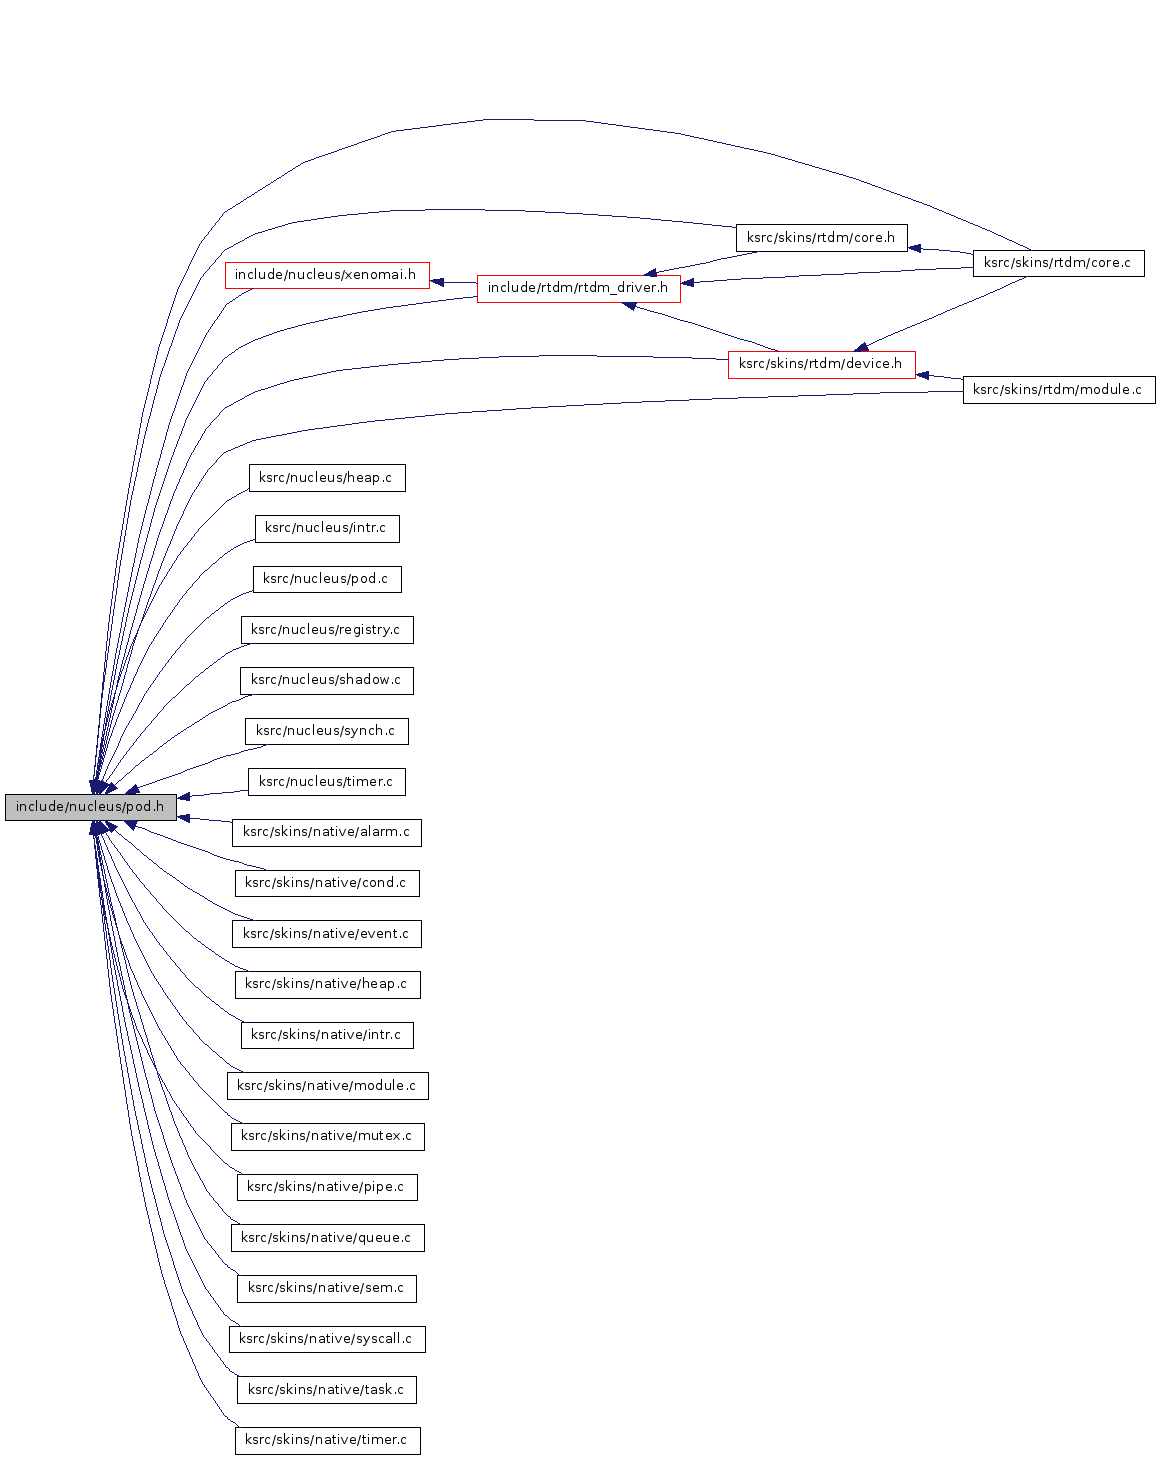 ksrc/skins/rtdm/core.h
ksrc/skins/rtdm/core.c
include/nucleus/xenomai.h
include/rtdm/rtdm_driver.h
ksrc/skins/rtdm/device.h
ksrc/skins/rtdm/module.c
ksrc/nucleus/heap.c
ksrc/nucleus/intr.c
ksrc/nucleus/pod.c
ksrc/nucleus/registry.c
ksrc/nucleus/shadow.c
ksrc/nucleus/synch.c
ksrc/nucleus/timer.c
include/nucleus/pod.h
ksrc/skins/native/alarm.c
ksrc/skins/native/cond.c
ksrc/skins/native/event.c
ksrc/skins/native/heap.c
ksrc/skins/native/intr.c
ksrc/skins/native/module.c
ksrc/skins/native/mutex.c
ksrc/skins/native/pipe.c
ksrc/skins/native/queue.c
ksrc/skins/native/sem.c
ksrc/skins/native/syscall.c
ksrc/skins/native/task.c
ksrc/skins/native/timer.c